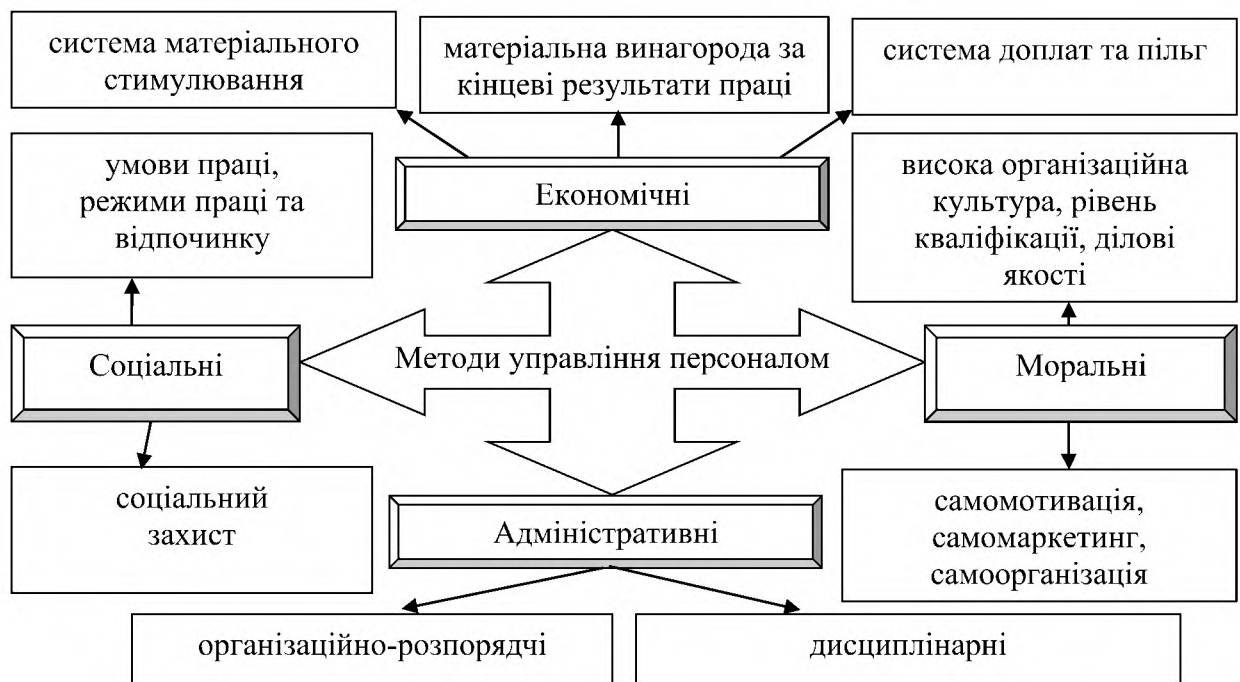 система матеріального
стимулювання
матеріальна винагорода за
кінцеві результати праці
система доплат та пільг
умови праці,
режими праці та
відпочинку
Економічні
висока організаційна
культура, рівень
кваліфікації, ділові
якості
Соціальні
Методи управління персоналом
Моральні
соціальний
захист
Адміністративні
самомотивація,
самомаркетинг,
самоорганізація
організаційно-розпорядчі
дисциплінарні